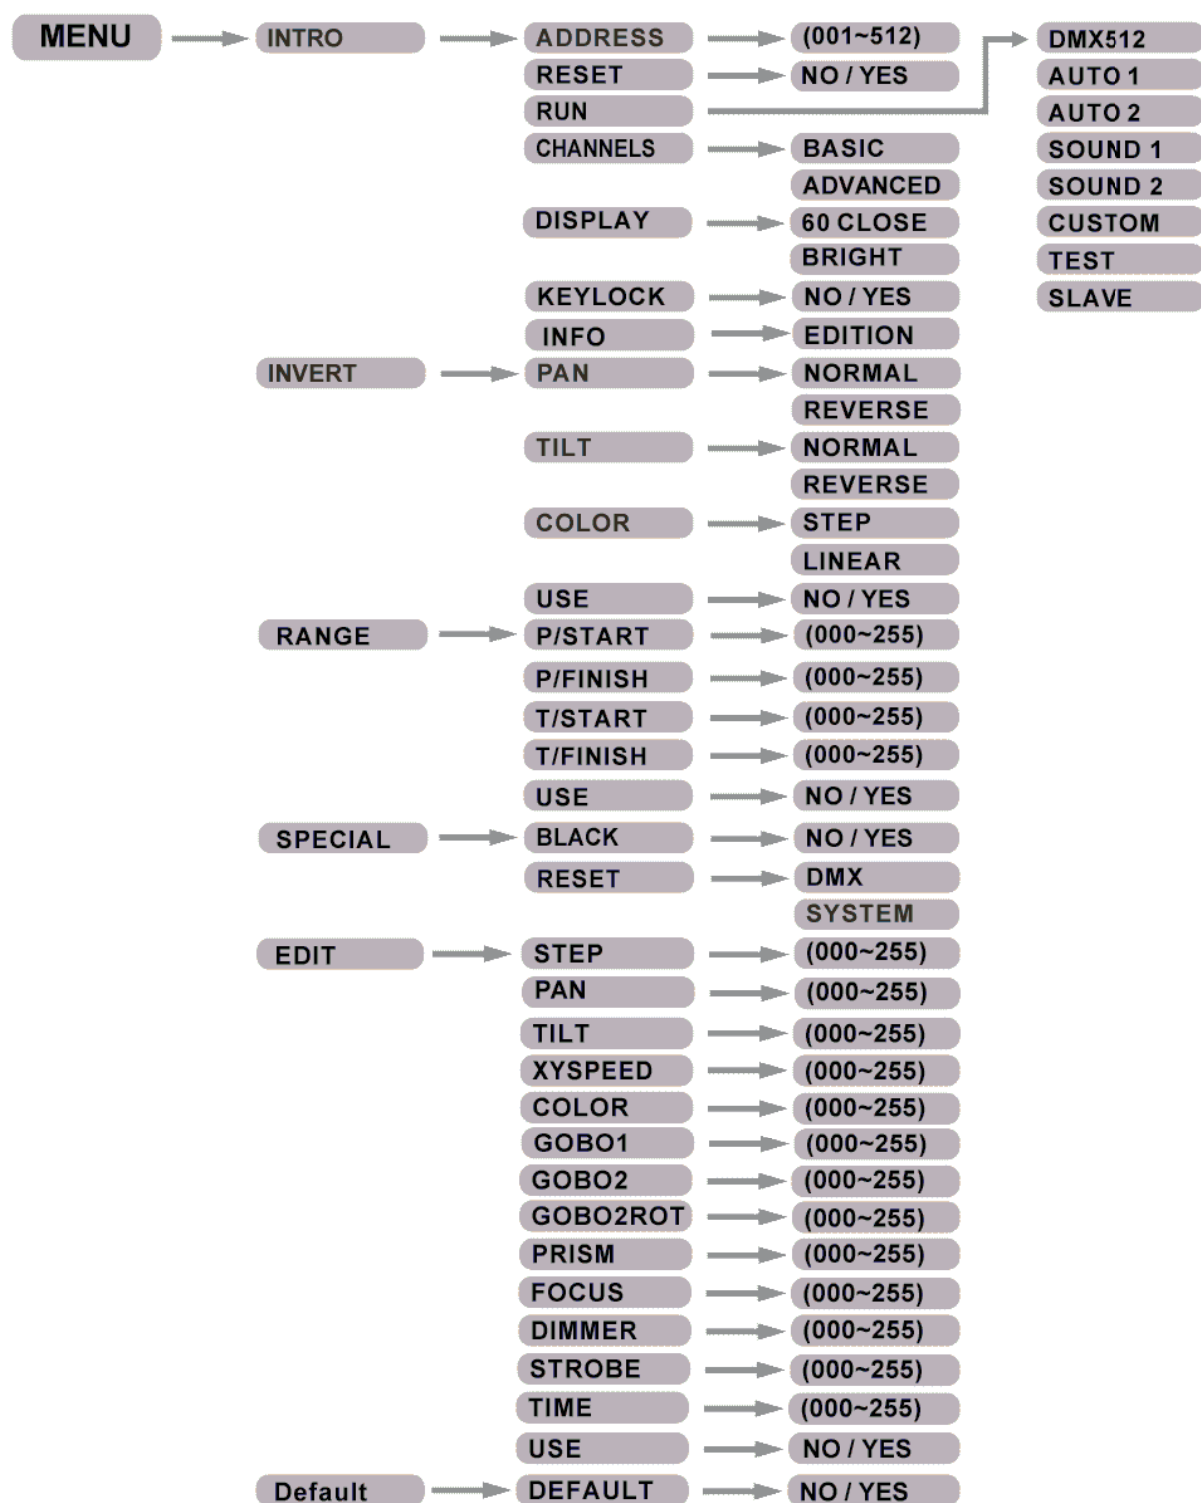 MENU INTRO ADDRESS (001~512) DMX512
RESET NO / YES AUTO 1
RUN AUTO 2
CHANNELS BASIC SOUND 1
ADVANCED SOUND 2
DISPLAY 60 CLOSE CUSTOM
BRIGHT TEST
KEYLOCK NO / YES SLAVE
INFO EDITION
INVERT PAN NORMAL
REVERSE
TILT NORMAL
REVERSE
COLOR STEP
LINEAR
USE NO / YES
RANGE P/START (000~255)
P/FINISH (000~255)
T/START (000~255)
T/FINISH (000~255)
USE NO / YES
SPECIAL BLACK NO / YES
RESET DMX
SYSTEM
EDIT STEP (000~255)
PAN (000~255)
TILT (000~255)
XYSPEED (000~255)
COLOR (000~255)
GOBO1 (000~255)
GOBO2 (000~255)
GOBO2ROT (000~255)
PRISM (000~255)
FOCUS (000~255)
DIMMER (000~255)
STROBE (000~255)
TIME (000~255)
USE NO / YES
Default DEFAULT NO / YES